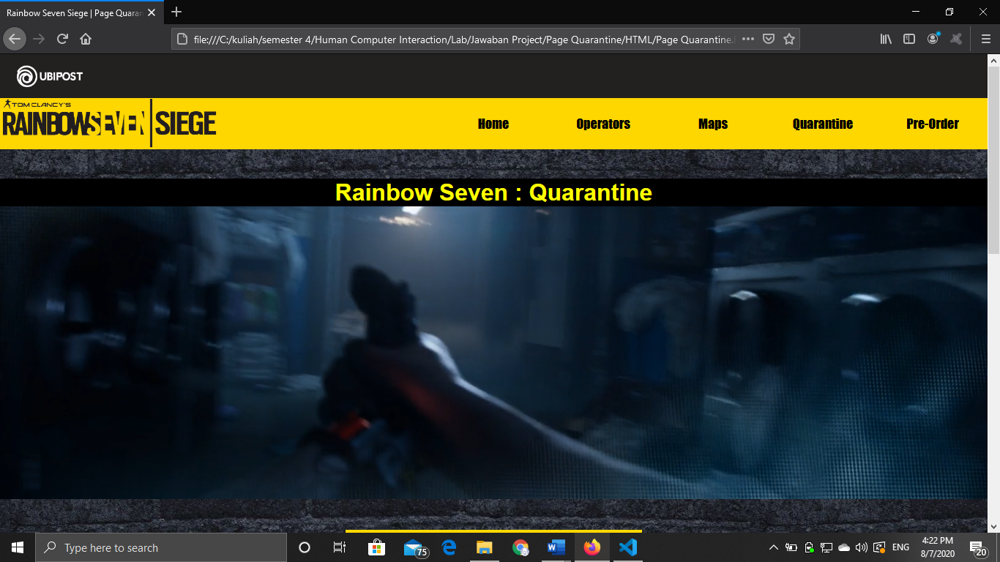 Rainbow Seven Siege | Page Quaran
file:///C:/kuliah/semester 4/Human Computer Interaction/Lab/Jawaban Project/Page Quarantine/HTML/Page Quarantine.
UBIPOST
TOM CLANCY'S
RAINBOWSEVEN SIEGE
Home Operators Maps Quarantine Pre-Order
Rainbow Seven : Quarantine
Type here to search
75
ENG
4:22 PM
8/7/2020
20